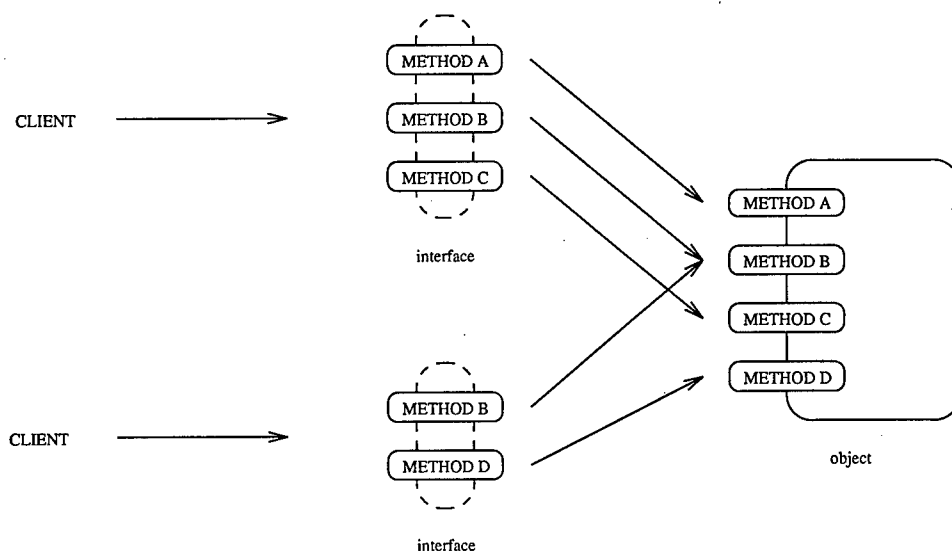 METHOD A
CLIENT
METHOD B
METHOD C
interface
METHOD A
METHOD B
METHOD C
METHOD D
object
CLIENT
METHOD B
METHOD D
interface